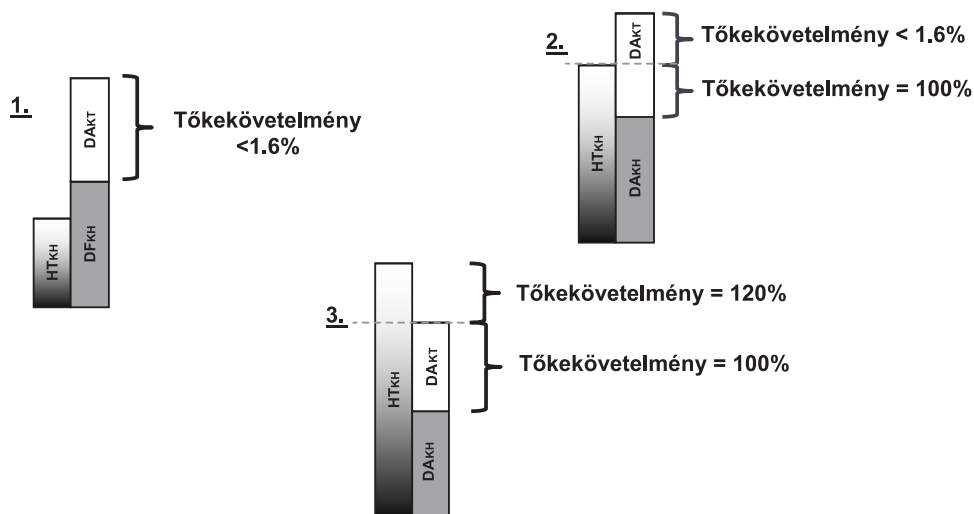 1.
DAKT
DFKH
HTKH
Tőkekövetelmény
<1.6%
2.
DAKT
DAKH
HTKH
Tőkekövetelmény < 1.6%
Tőkekövetelmény = 100%
3.
HTKH
DAKT
DAKH
Tőkekövetelmény = 120%
Tőkekövetelmény = 100%